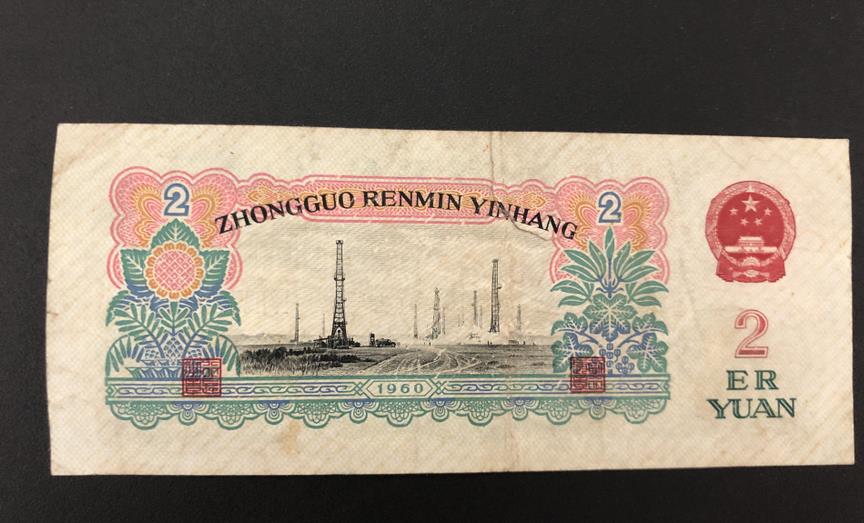 2
2
ZHONGGUO RENMIN YINHANG
1960
2
ER
YUAN